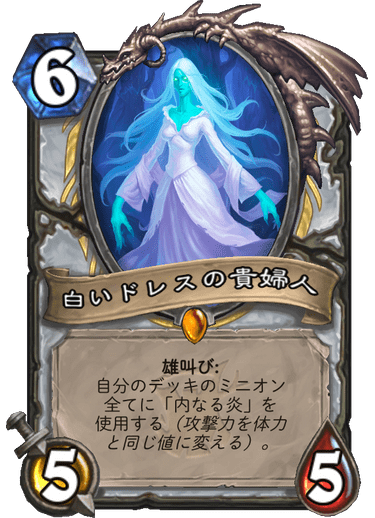 6
白いドレスの貴婦人
雄叫び:
自分のデッキのミニオン
全てに「内なる炎」を
使用する（攻撃力を体力
と同じ値に変える）。
5
5